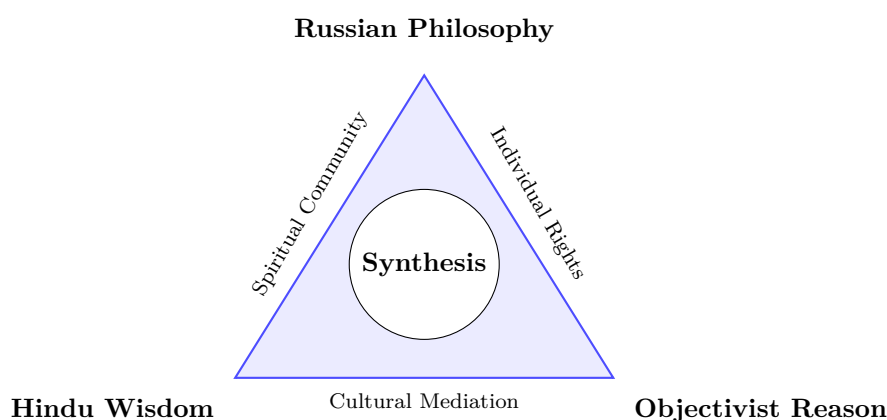 Russian Philosophy
Spiritual Community
Individual Rights
Synthesis
Cultural Mediation
Hindu Wisdom
Objectivist Reason